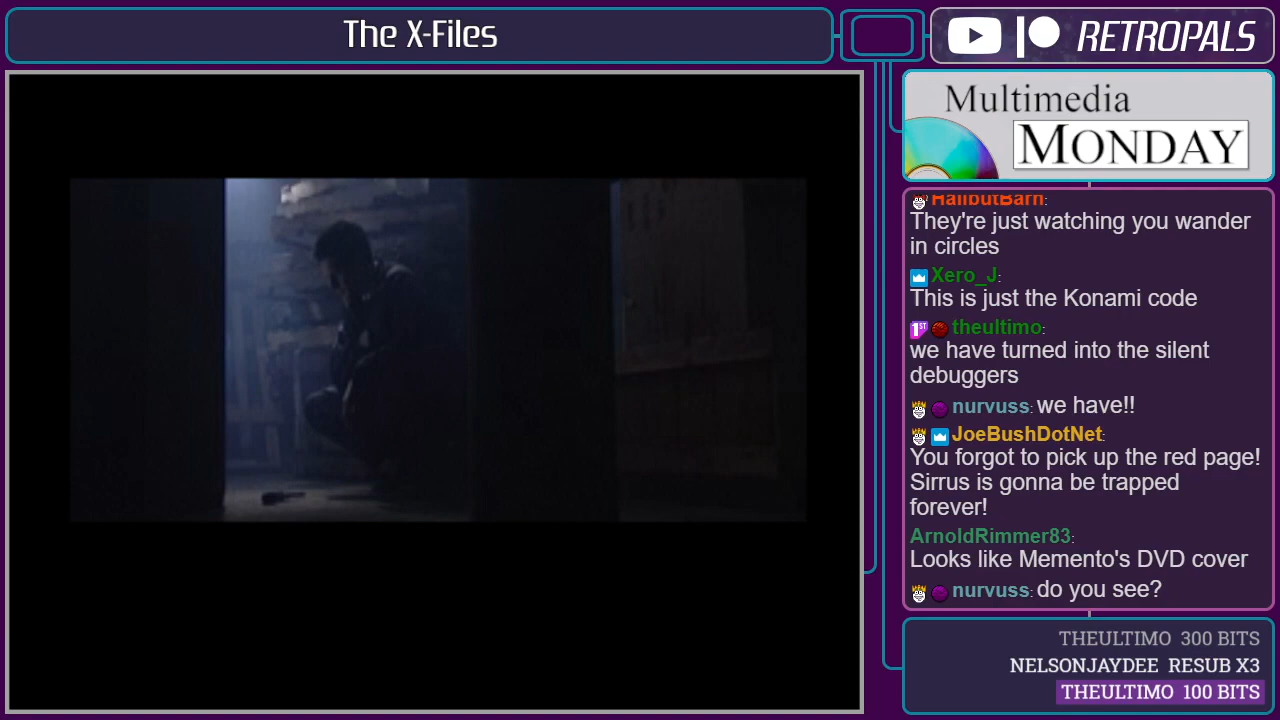 The X-Files
RETROPALS
Multimedia
MONDAY
HalibutBarn:
They're just watching you wander
in circles
Xero_J:
This is just the Konami code
1ST theultimo:
we have turned into the silent
debuggers
nurvuss: we have!!
JoeBushDotNet:
You forgot to pick up the red page!
Sirrus is gonna be trapped
forever!
ArnoldRimmer83:
Looks like Memento's DVD cover
nurvuss: do you see?
THEULTIMO 300 BITS
NELSONJAYDEE RESUB X3
THEULTIMO 100 BITS